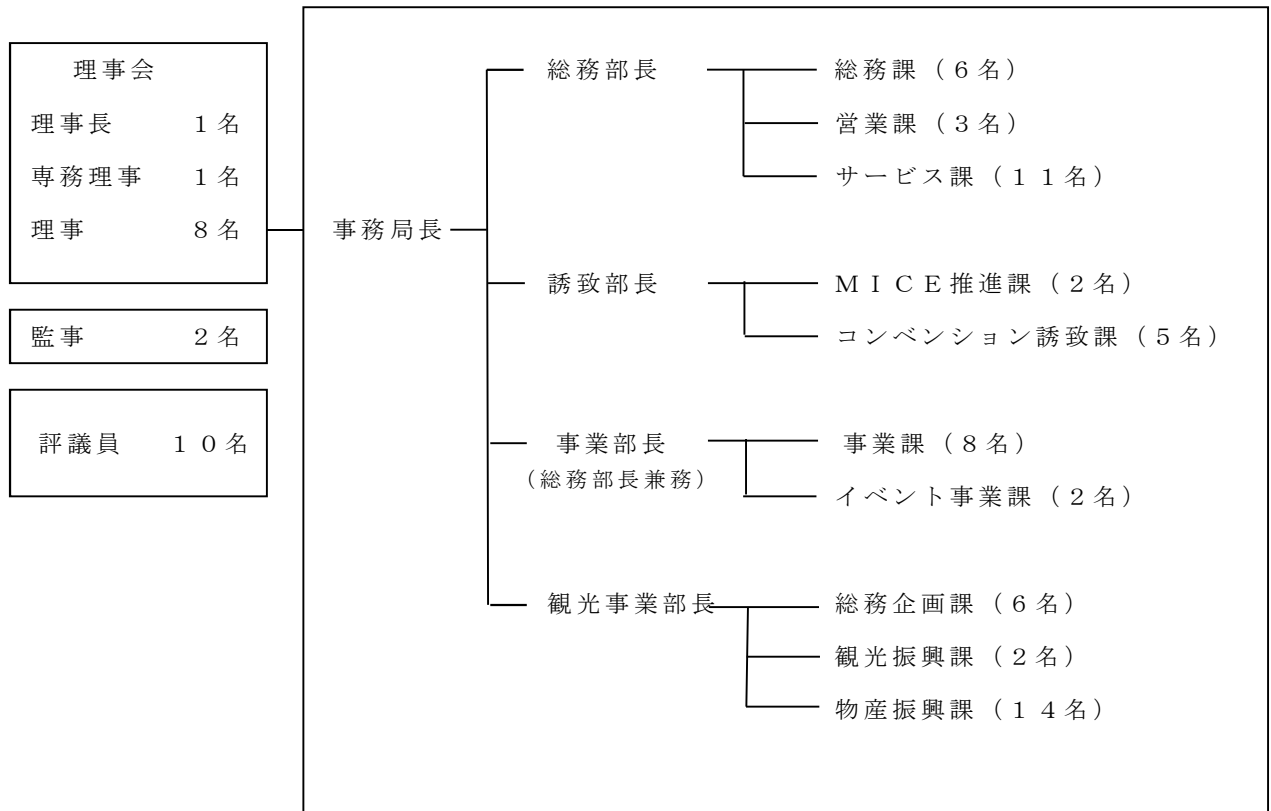 理事会
理事長　１名
専務理事　１名
理事　８名
監事　２名
評議員　１０名
事務局長
総務部長
総務課（６名）
営業課（３名）
サービス課（１１名）
誘致部長
ＭＩＣＥ推進課（２名）
コンベンション誘致課（５名）
事業部長
（総務部長兼務）
事業課（８名）
イベント事業課（２名）
観光事業部長
総務企画課（６名）
観光振興課（２名）
物産振興課（１４名）